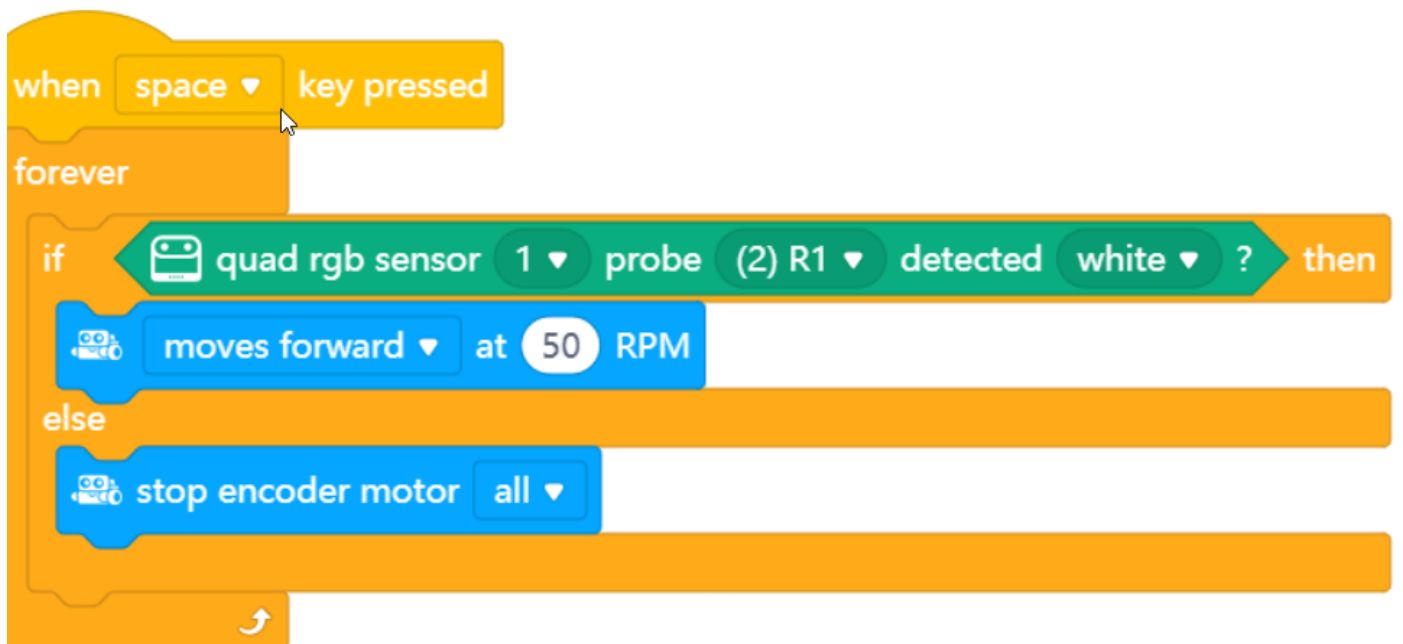 when space key pressed
forever
if quad rgb sensor 1 probe (2) R1 detected white ? then
moves forward at 50 RPM
else
stop encoder motor all